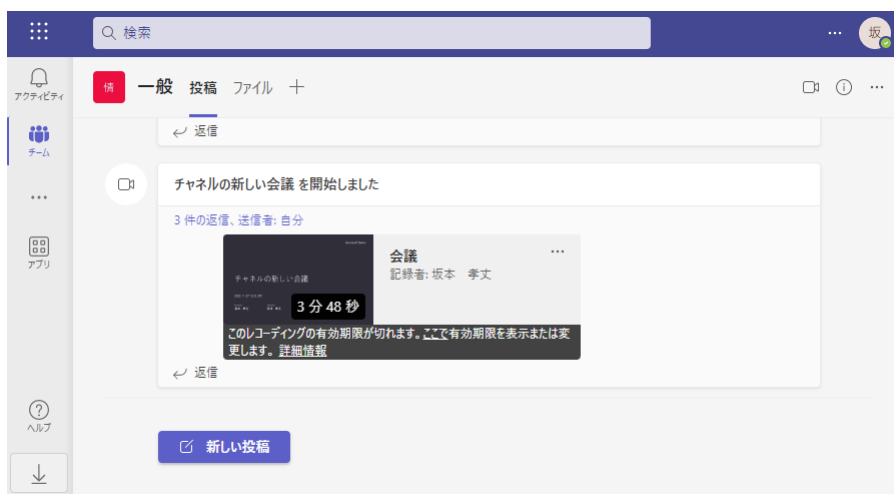 検索
坂
アクティビティ
チーム
アプリ
ヘルプ
情
一般 投稿 ファイル
返信
チャネルの新しい会議 を開始しました
3 件の返信、送信者: 自分
チャネルの新しい会議
3 分 48 秒
会議
記録者: 坂本 孝丈
このレコーディングの有効期限が切れます。ここで有効期限を表示または変
更します。詳細情報
返信
新しい投稿